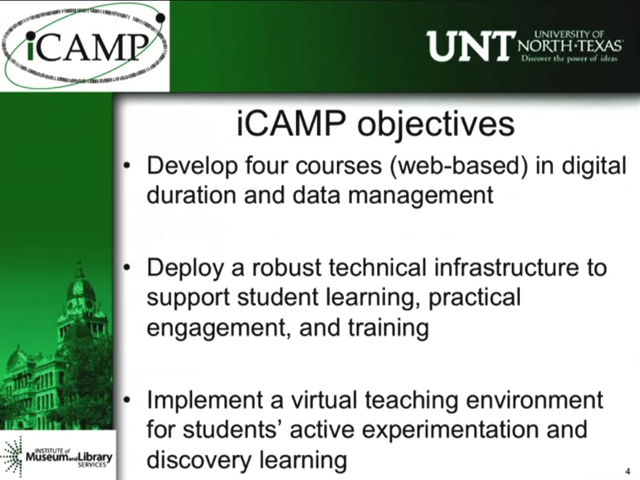 iCAMP
UNT UNIVERSITY OF
NORTH·TEXAS
Discover the power of ideas
iCAMP objectives
• Develop four courses (web-based) in digital
duration and data management
• Deploy a robust technical infrastructure to
support student learning, practical
engagement, and training
• Implement a virtual teaching environment
for students’ active experimentation and
discovery learning
INSTITUTE of
Museum and Library
SERVICES
4